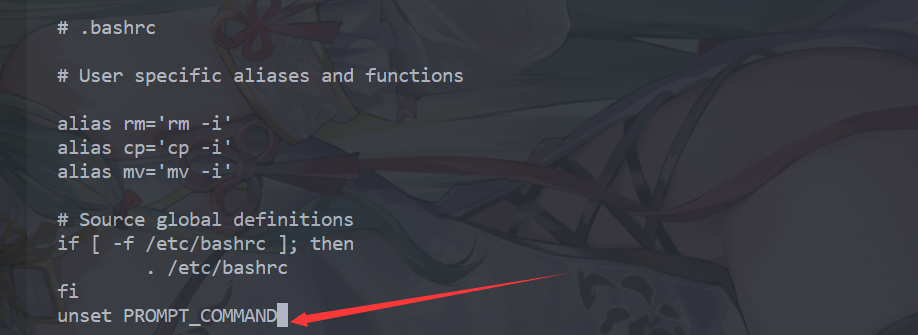 # .bashrc
# User specific aliases and functions
alias rm='rm -i'
alias cp='cp -i'
alias mv='mv -i'
# Source global definitions
if [ -f /etc/bashrc ]; then
        . /etc/bashrc
fi
unset PROMPT_COMMAND